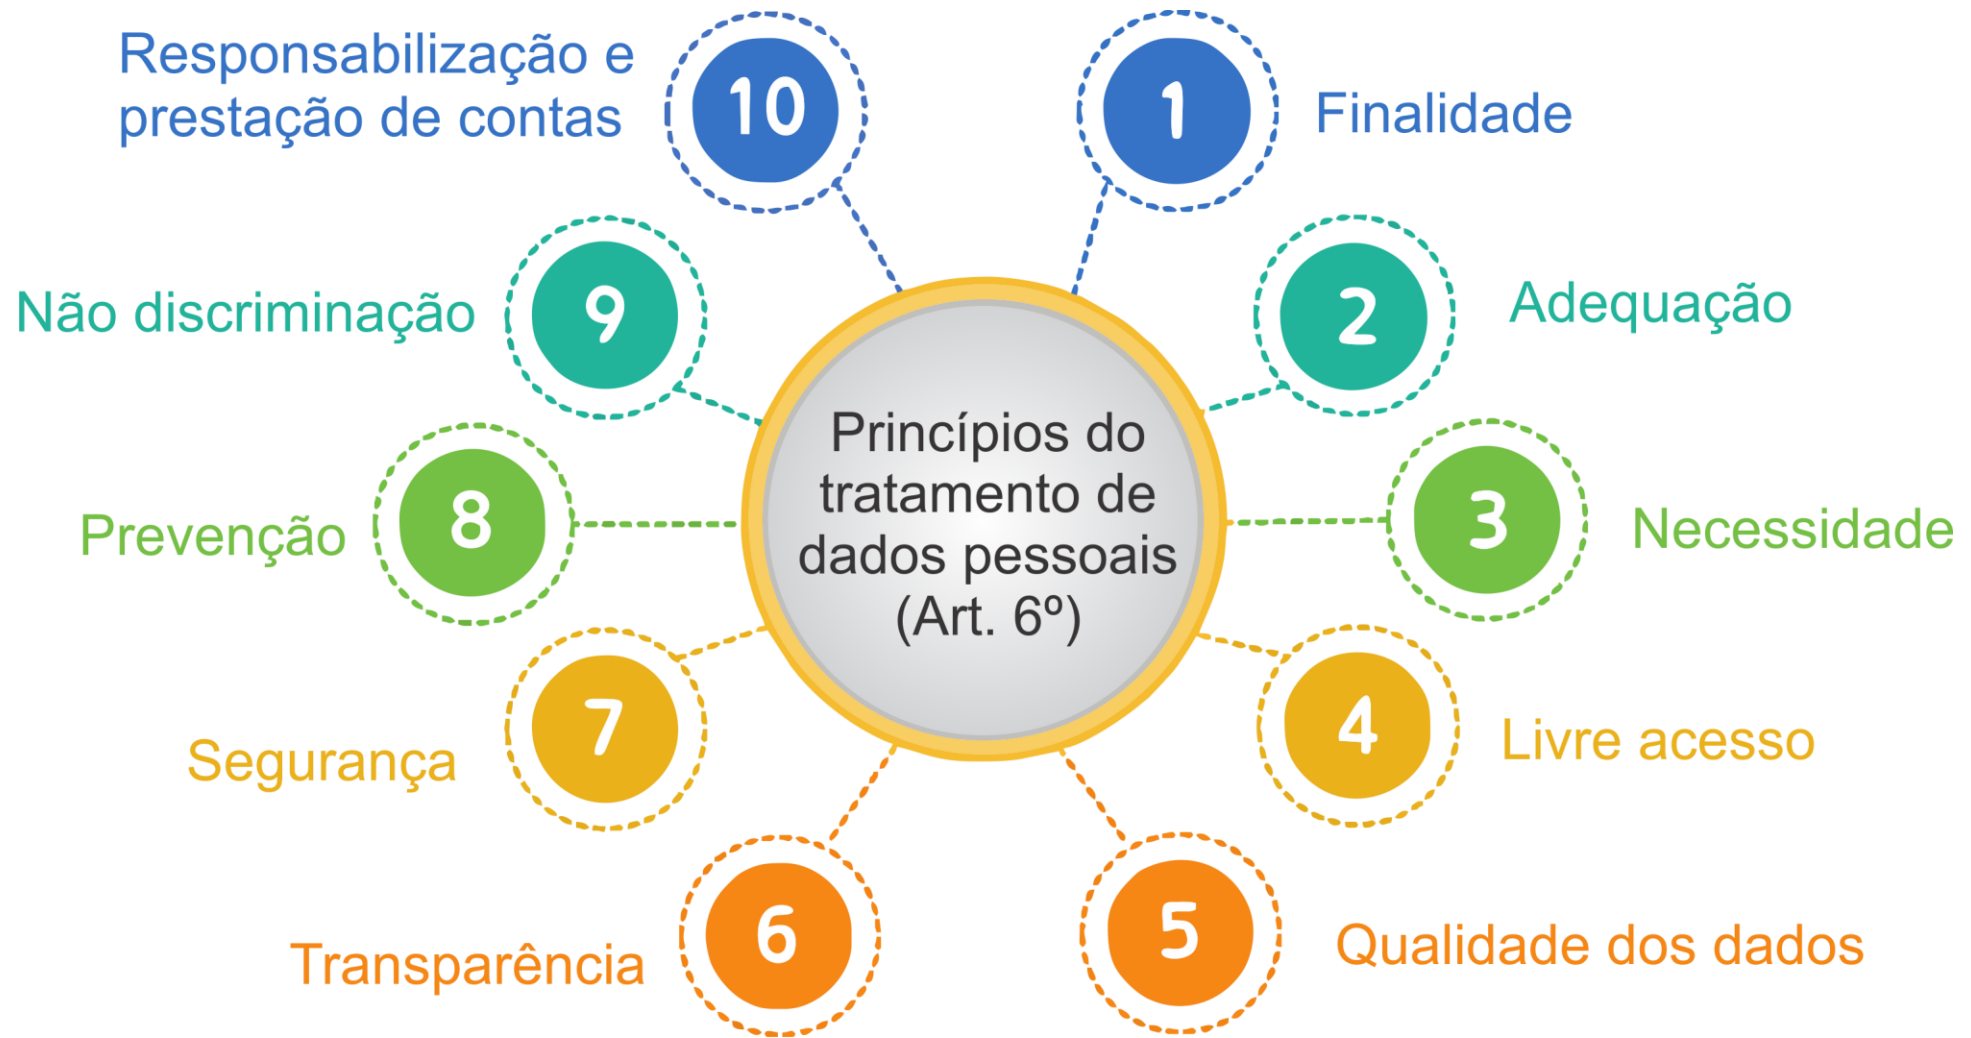 Princípios do
tratamento de
dados pessoais
(Art. 6º)
1
Finalidade
2
Adequação
3
Necessidade
4
Livre acesso
5
Qualidade dos dados
6
Transparência
7
Segurança
8
Prevenção
9
Não discriminação
10
Responsabilização e
prestação de contas